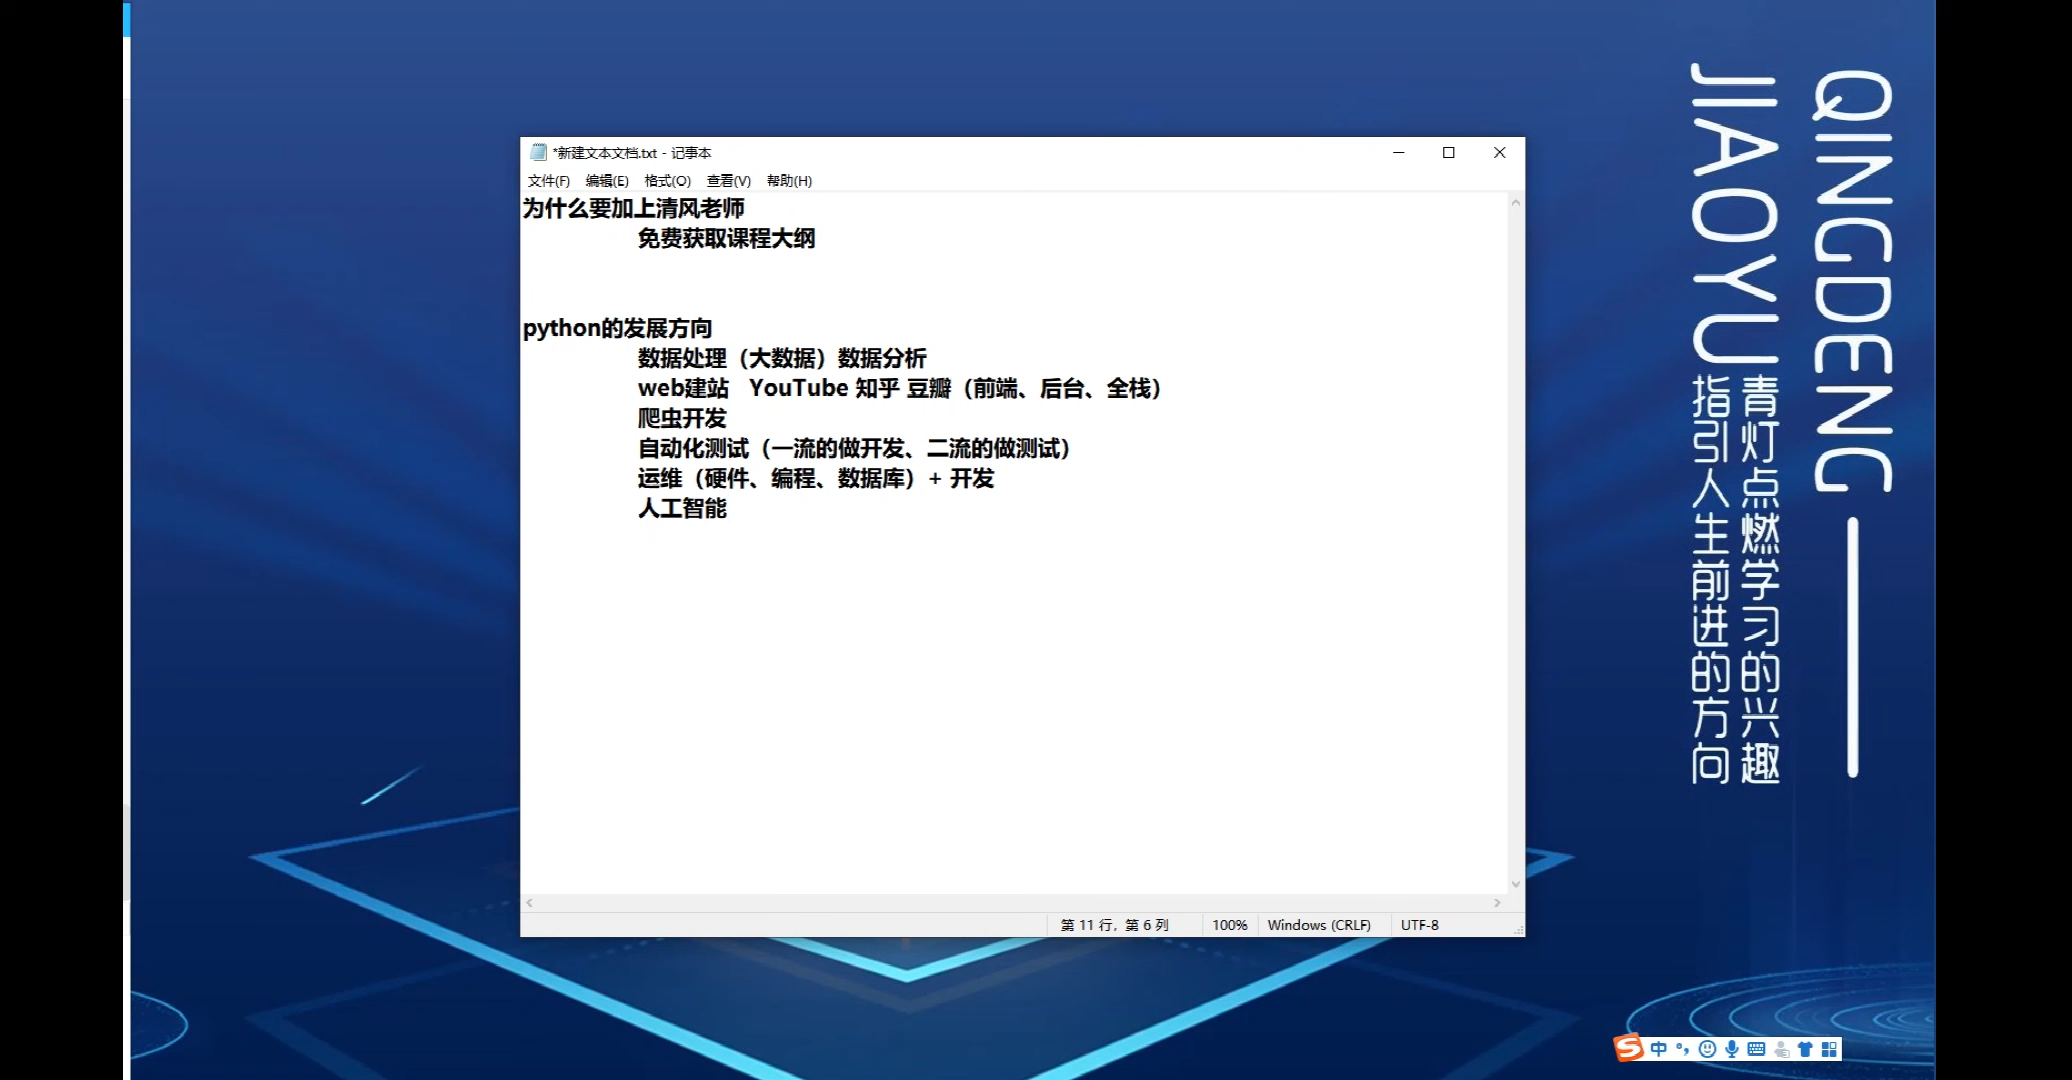 *新建文本文档.txt - 记事本
文件(F) 编辑(E) 格式(O) 查看(V) 帮助(H)
为什么要加上清风老师
免费获取课程大纲
python的发展方向
数据处理（大数据）数据分析
web建站 YouTube 知乎 豆瓣（前端、后台、全栈）
爬虫开发
自动化测试（一流的做开发、二流的做测试）
运维（硬件、编程、数据库）+ 开发
人工智能
第 11 行，第 6 列 100% Windows (CRLF) UTF-8
QINGDENG
JIAOYU
青灯点燃学习的兴趣
指引人生前进的方向
S 中